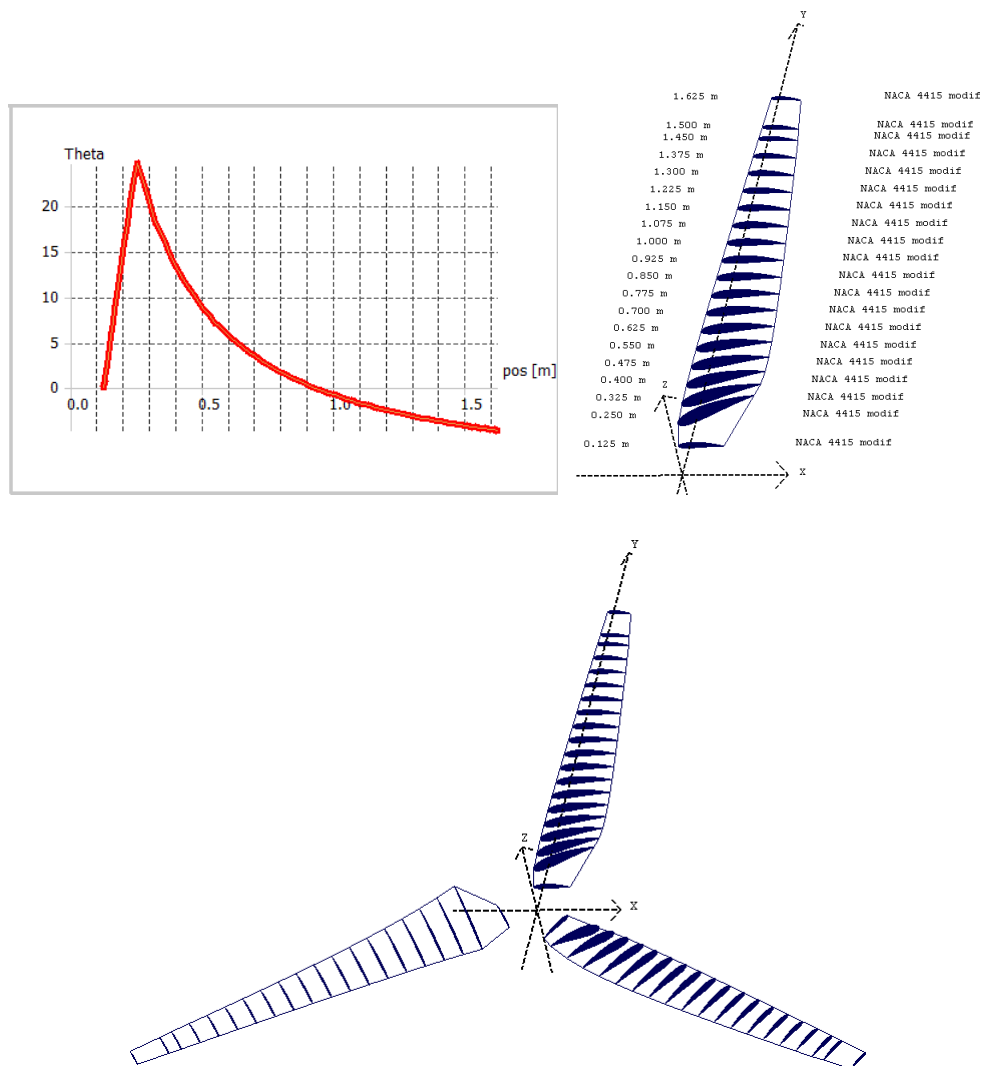 Theta
20
15
10
5
0
pos [m]
0.0 0.5 1.0 1.5
Y
1.625 m NACA 4415 modif
1.500 m NACA 4415 modif
1.450 m NACA 4415 modif
1.375 m NACA 4415 modif
1.300 m NACA 4415 modif
1.225 m NACA 4415 modif
1.150 m NACA 4415 modif
1.075 m NACA 4415 modif
1.000 m NACA 4415 modif
0.925 m NACA 4415 modif
0.850 m NACA 4415 modif
0.775 m NACA 4415 modif
0.700 m NACA 4415 modif
0.625 m NACA 4415 modif
0.550 m NACA 4415 modif
0.475 m NACA 4415 modif
0.400 m NACA 4415 modif
Z
0.325 m NACA 4415 modif
0.250 m NACA 4415 modif
0.125 m NACA 4415 modif
X
Y
Z
X